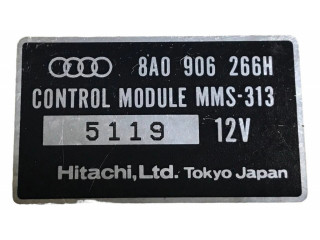 8A0 906 266H
CONTROL MODULE MMS-313
5119 12V
Hitachi,Ltd. Tokyo Japan